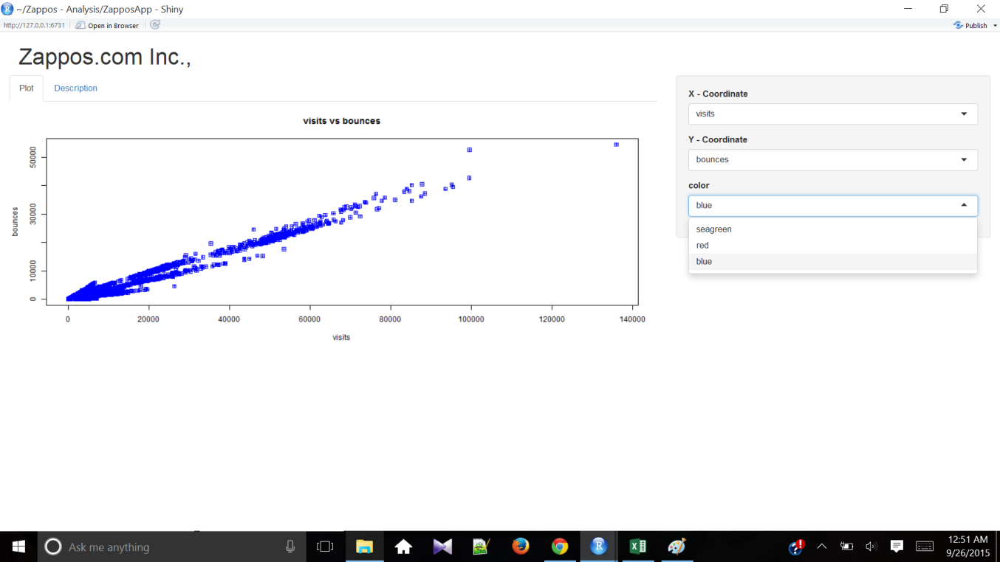 ~/Zappos - Analysis/ZapposApp - Shiny
http://127.0.0.1:6731 Open in Browser Publish
Zappos.com Inc.,
Plot Description
visits vs bounces
bounces
50000
30000
10000
0
0 20000 40000 60000 80000 100000 120000 140000
visits
X - Coordinate
visits
Y - Coordinate
bounces
color
blue
seagreen
red
blue
Ask me anything
12:51 AM
9/26/2015